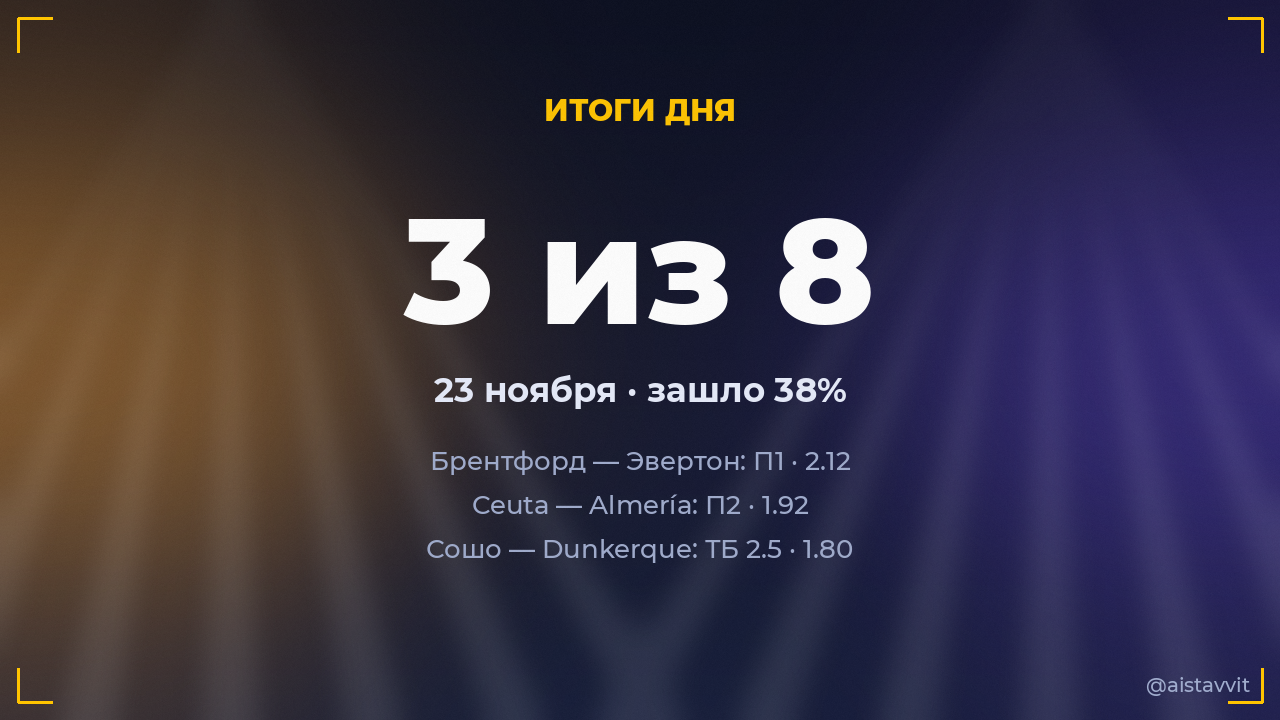 ИТОГИ ДНЯ
3 из 8
23 ноября · зашло 38%
Брентфорд — Эвертон: П1 · 2.12
Ceuta — Almería: П2 · 1.92
Сошо — Dunkerque: ТБ 2.5 · 1.80
@aistavvit